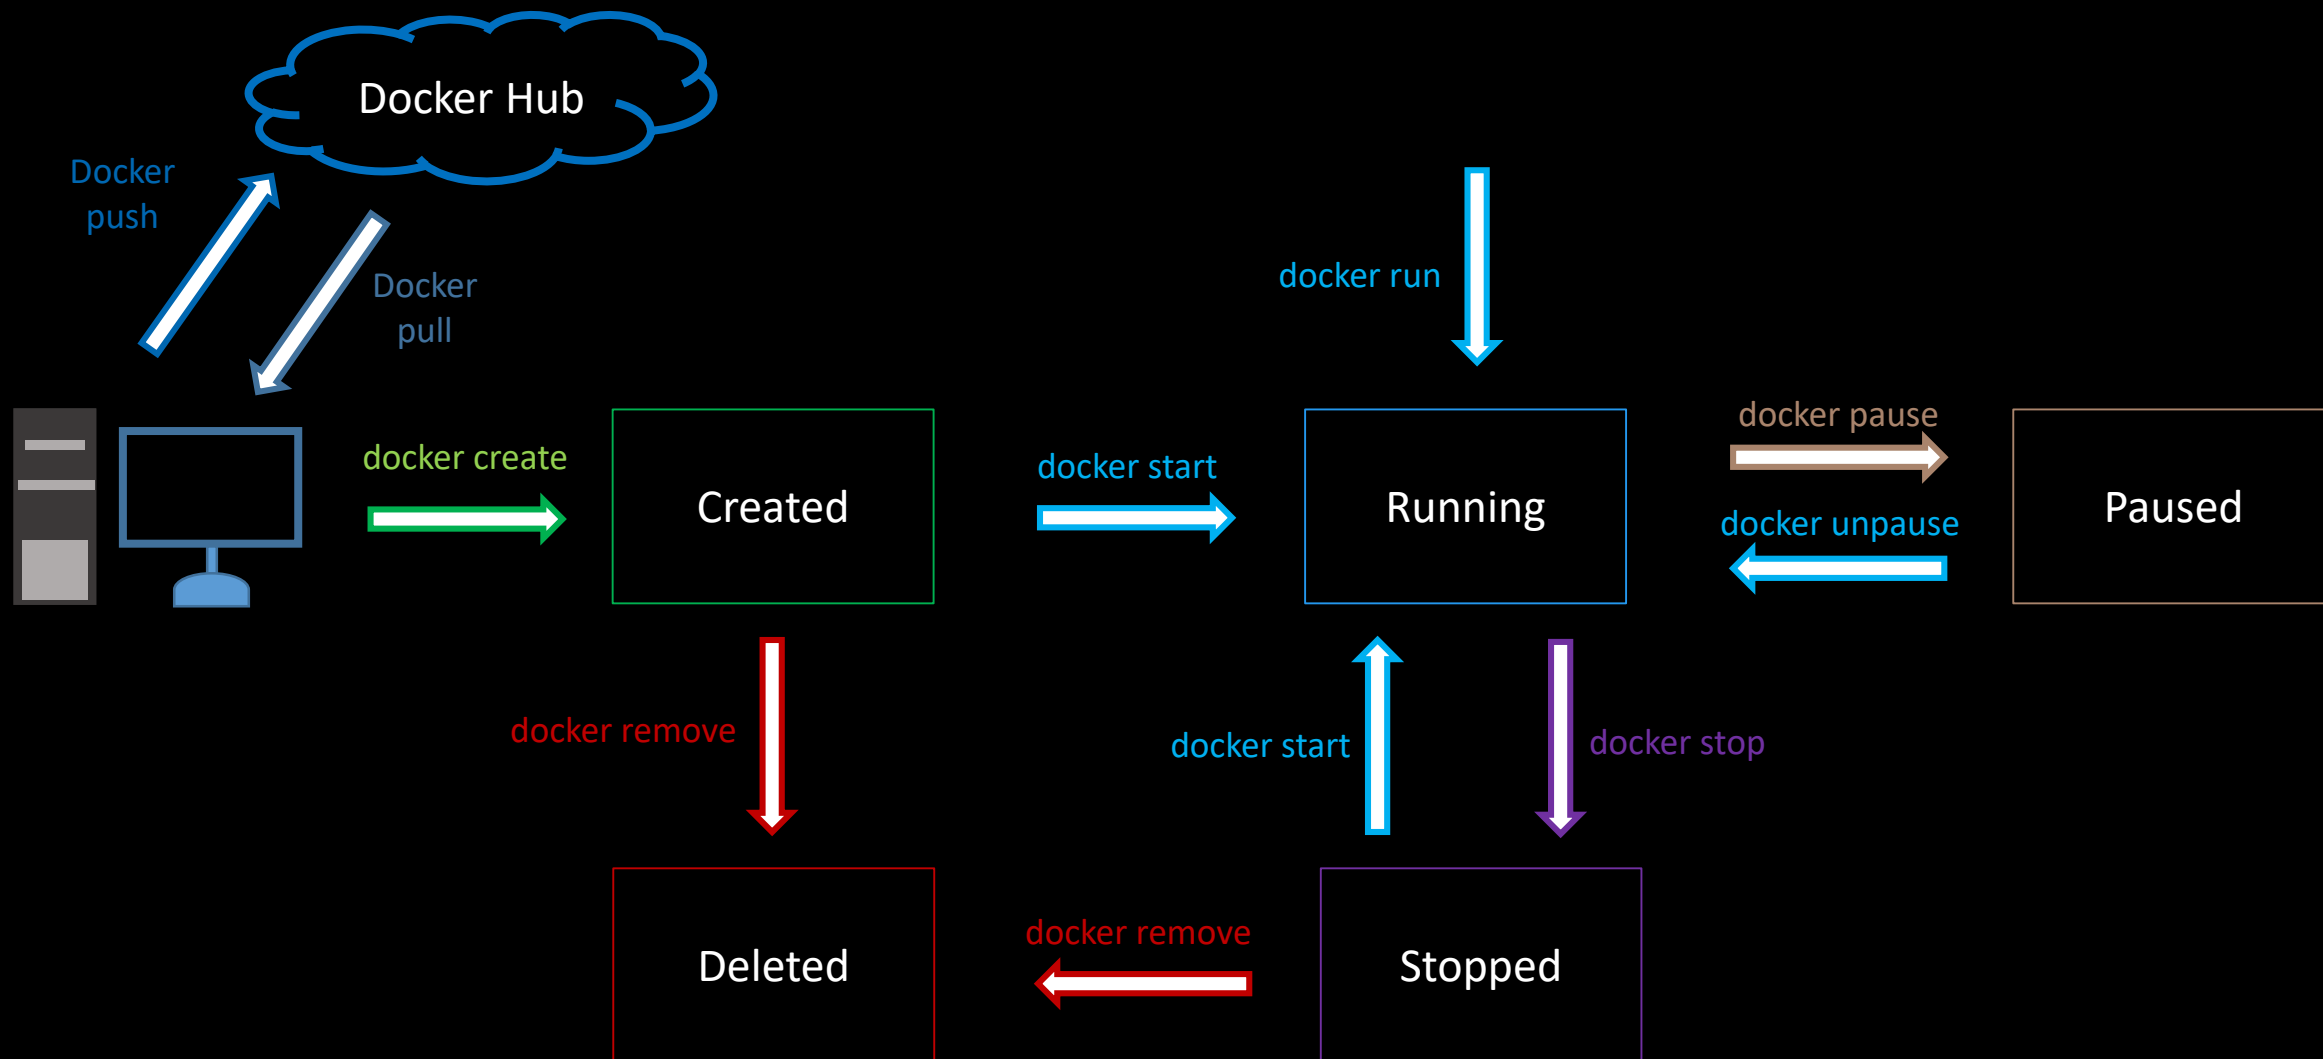 Docker Hub
Docker
push
Docker
pull
docker run
docker create
Created
docker start
Running
docker pause
docker unpause
Paused
docker remove
docker start
docker stop
Deleted
docker remove
Stopped